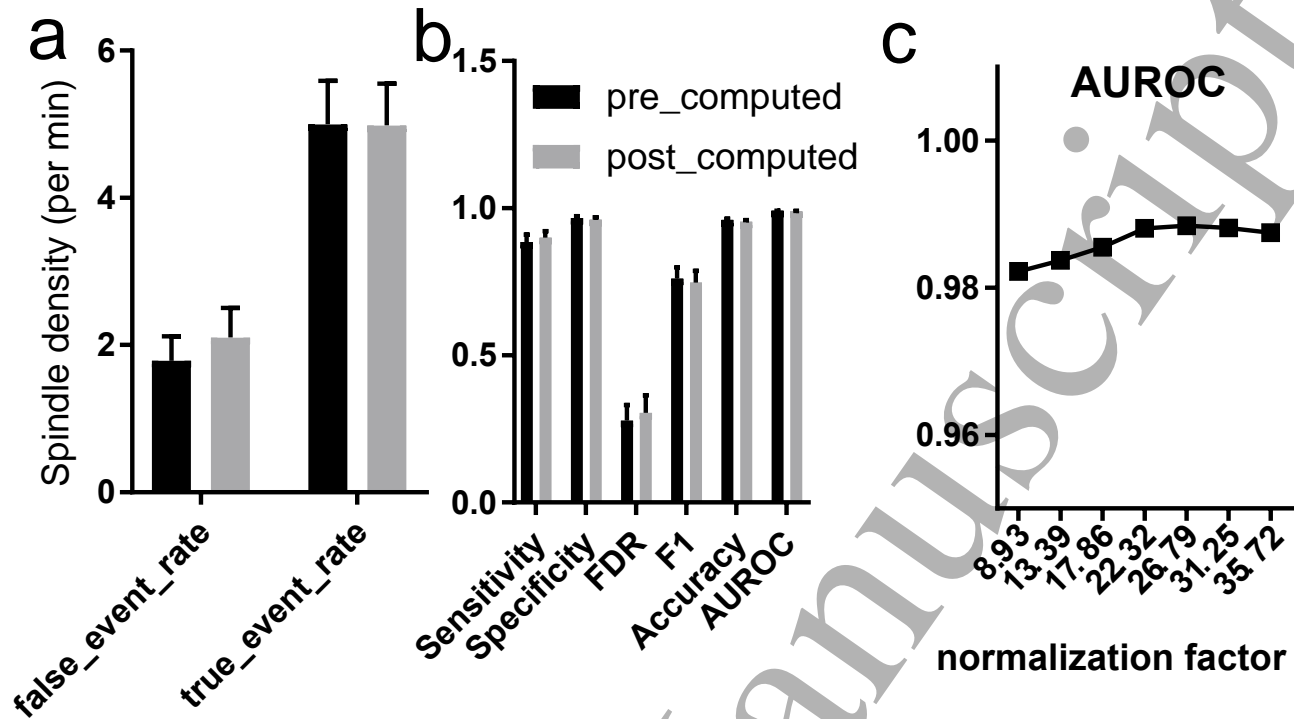 a
6
4
2
0
Spindle density (per min)
false_event_rate
true_event_rate
b
1.5
1.0
0.5
0.0
pre_computed
post_computed
Sensitivity
Specificity
FDR
F1
Accuracy
AUROC
c
AUROC
1.00
0.98
0.96
8.93
13.39
17.86
22.32
26.79
31.25
35.72
normalization factor
anuscript